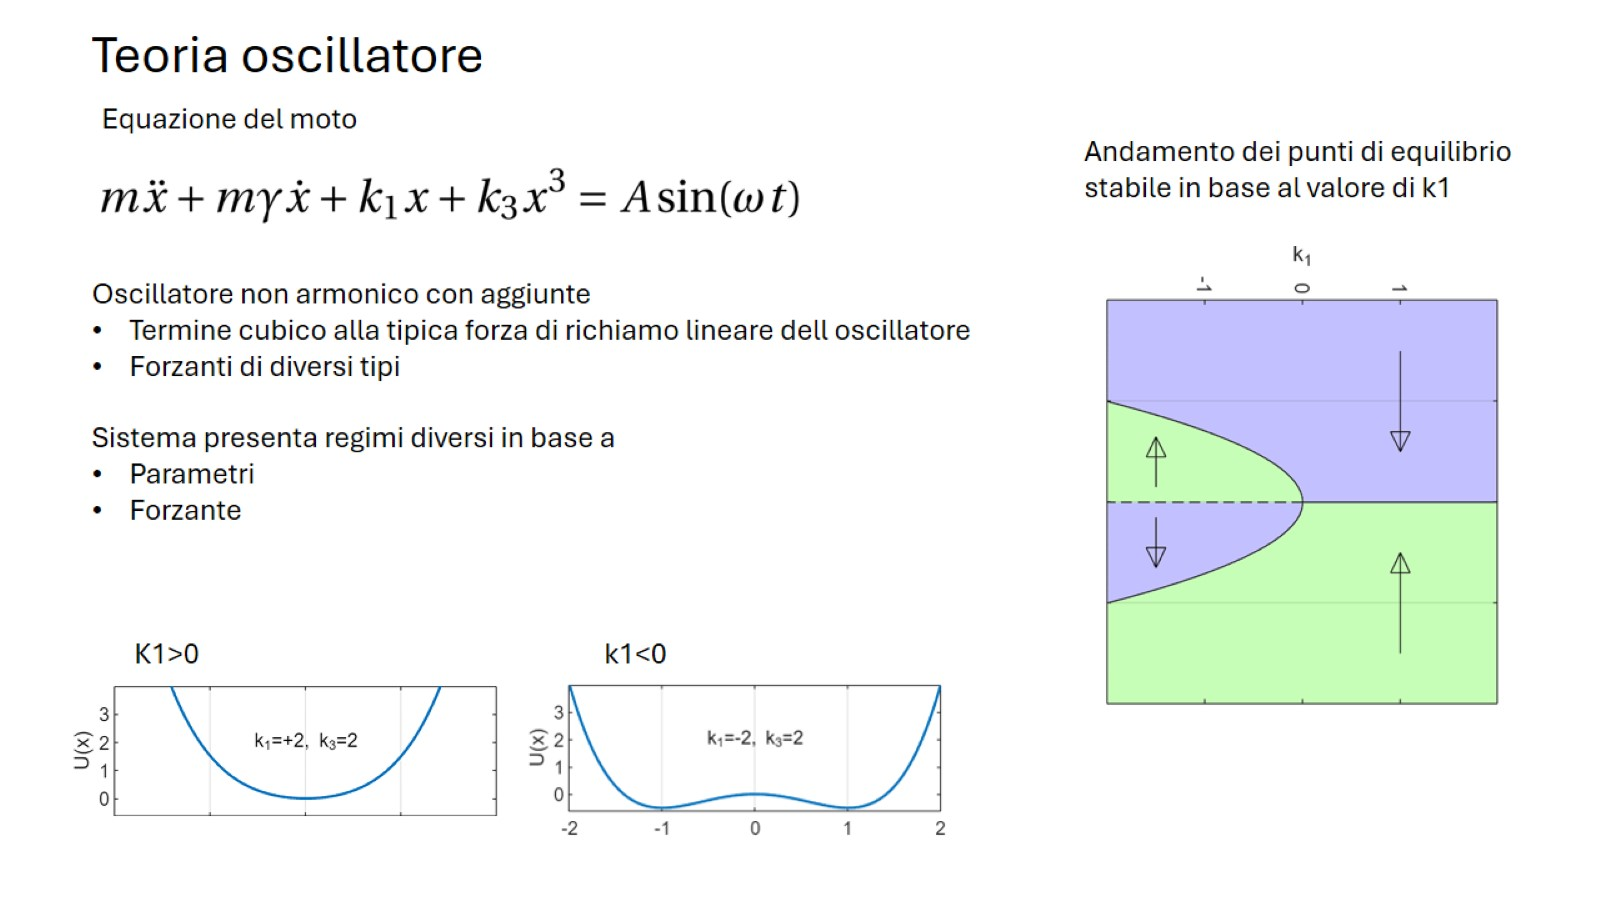 Teoria oscillatore
Equazione del moto
mẍ + mγẋ + k₁x + k₃x³ = A sin(ωt)
Oscillatore non armonico con aggiunte
• Termine cubico alla tipica forza di richiamo lineare dell oscillatore
• Forzanti di diversi tipi
Sistema presenta regimi diversi in base a
• Parametri
• Forzante
K1>0
U(x)
3
2
1
0
k₁=+2, k₃=2
k1<0
U(x)
3
2
1
0
k₁=-2, k₃=2
-2 -1 0 1 2
Andamento dei punti di equilibrio
stabile in base al valore di k1
k₁
-1 0 1